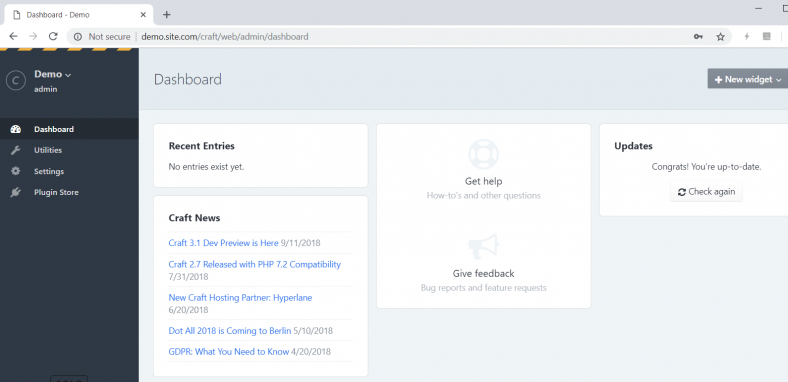 Dashboard - Demo
Not secure | demo.site.com/craft/web/admin/dashboard
C
Demo
admin
Dashboard
Utilities
Settings
Plugin Store
Dashboard
New widget
Recent Entries
No entries exist yet.
Craft News
Craft 3.1 Dev Preview is Here 9/11/2018
Craft 2.7 Released with PHP 7.2 Compatibility
7/31/2018
New Craft Hosting Partner: Hyperlane
6/20/2018
Dot All 2018 is Coming to Berlin 5/10/2018
GDPR: What You Need to Know 4/20/2018
Get help
How-to's and other questions
Give feedback
Bug reports and feature requests
Updates
Congrats! You're up-to-date.
Check again